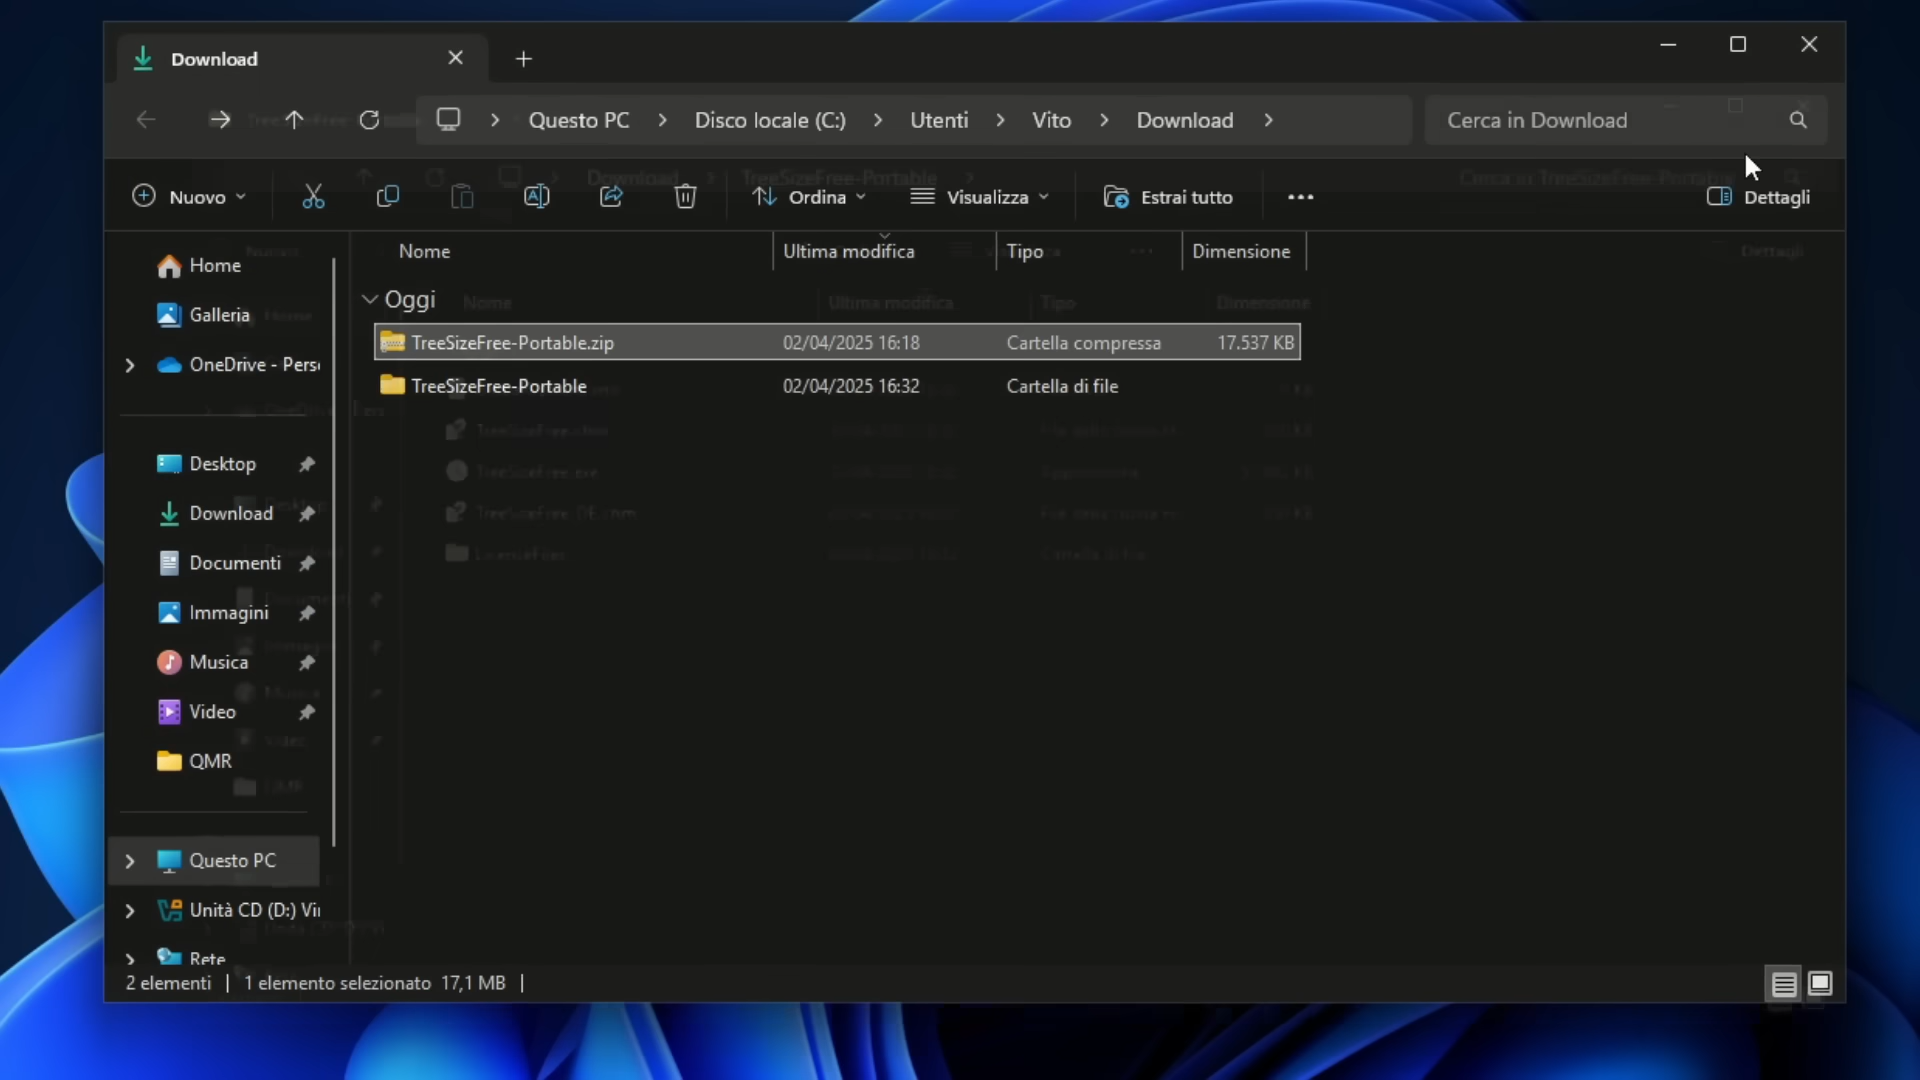 Download
Questo PC
Disco locale (C:)
Utenti
Vito
Download
Cerca in Download
Nuovo
Ordina
Visualizza
Estrai tutto
Dettagli
Nome
Ultima modifica
Tipo
Dimensione
Oggi
TreeSizeFree-Portable.zip 02/04/2025 16:18 Cartella compressa 17.537 KB
TreeSizeFree-Portable 02/04/2025 16:32 Cartella di file
Home
Galleria
OneDrive - Pers
Desktop
Download
Documenti
Immagini
Musica
Video
QMR
Questo PC
Unità CD (D:) Vi
Rete
2 elementi
1 elemento selezionato 17,1 MB